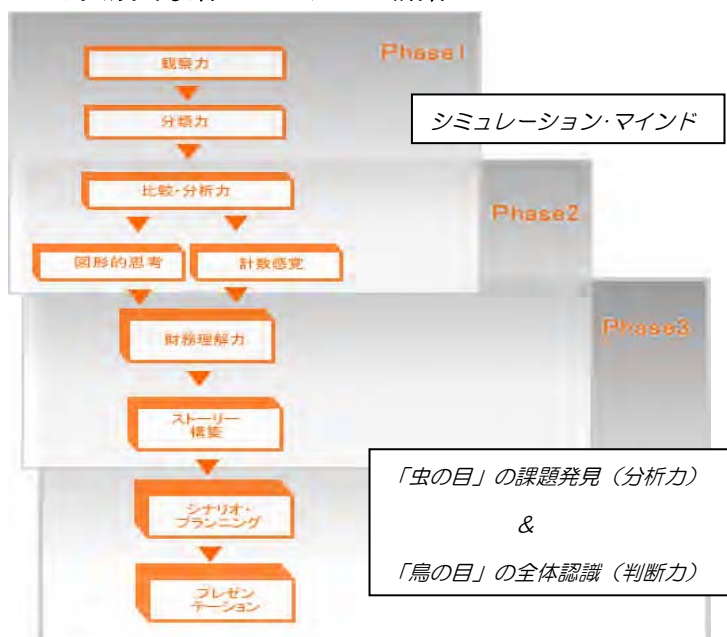 Phase1
観察力
分類力
シミュレーション・マインド
比較・分析力
Phase2
図形的思考
計数感覚
Phase3
財務理解力
ストーリー
構築
「虫の目」の課題発見（分析力）
&
「鳥の目」の全体認識（判断力）
シナリオ・
プランニング
プレゼン
テーション